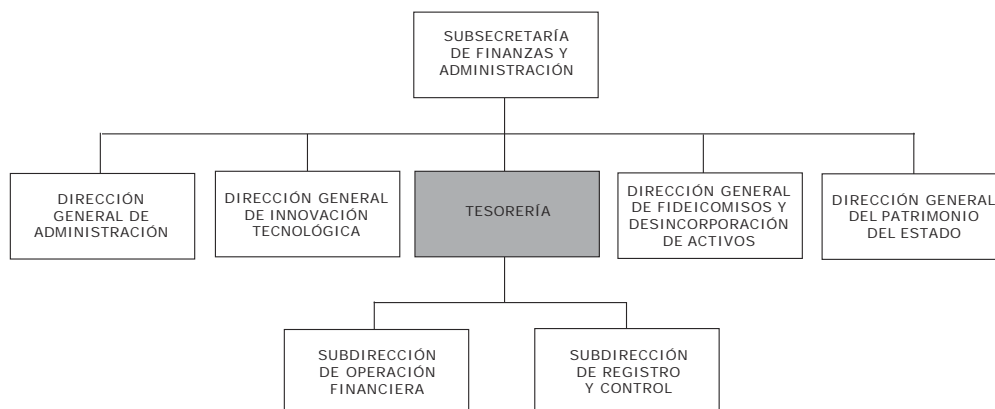 SUBSECRETARÍA
DE FINANZAS Y
ADMINISTRACIÓN
DIRECCIÓN
GENERAL DE
ADMINISTRACIÓN
DIRECCIÓN GENERAL
DE INNOVACIÓN
TECNOLÓGICA
TESORERÍA
DIRECCIÓN GENERAL
DE FIDEICOMISOS Y
DESINCORPORACIÓN
DE ACTIVOS
DIRECCIÓN GENERAL
DEL PATRIMONIO
DEL ESTADO
SUBDIRECCIÓN
DE OPERACIÓN
FINANCIERA
SUBDIRECCIÓN
DE REGISTRO
Y CONTROL